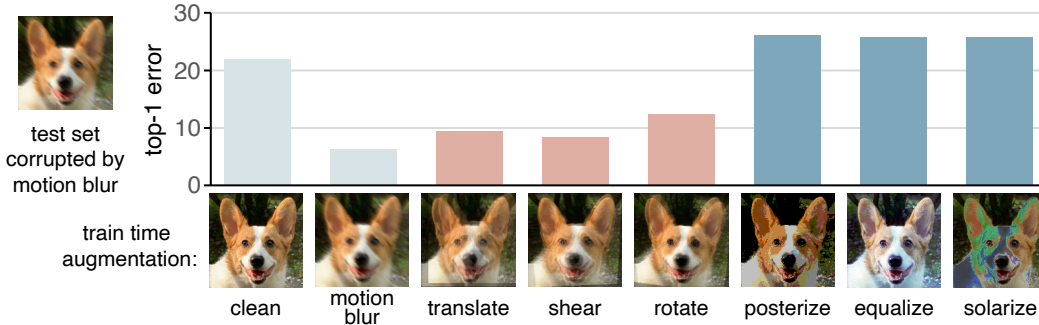 30
20
10
0
top-1 error
test set
corrupted by
motion blur
train time
augmentation:
clean
motion
blur
translate
shear
rotate
posterize
equalize
solarize